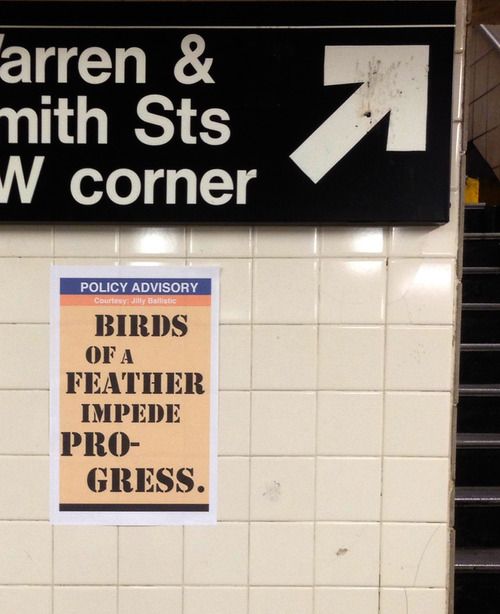 arren &
mith Sts
W corner
POLICY ADVISORY
Courtesy: Jilly Ballistic
BIRDS
OF A
FEATHER
IMPEDE
PRO-
GRESS.